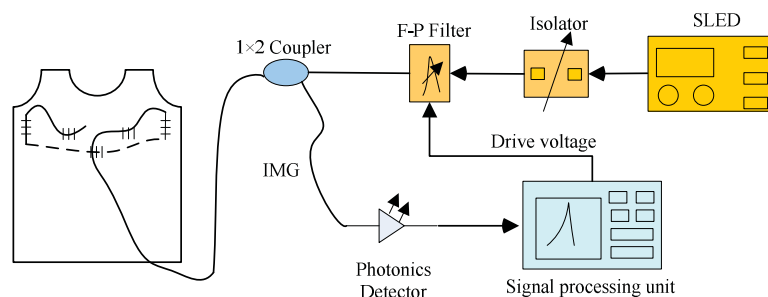 SLED
Isolator
F-P Filter
1×2 Coupler
Drive voltage
IMG
Photonics
Detector
Signal processing unit